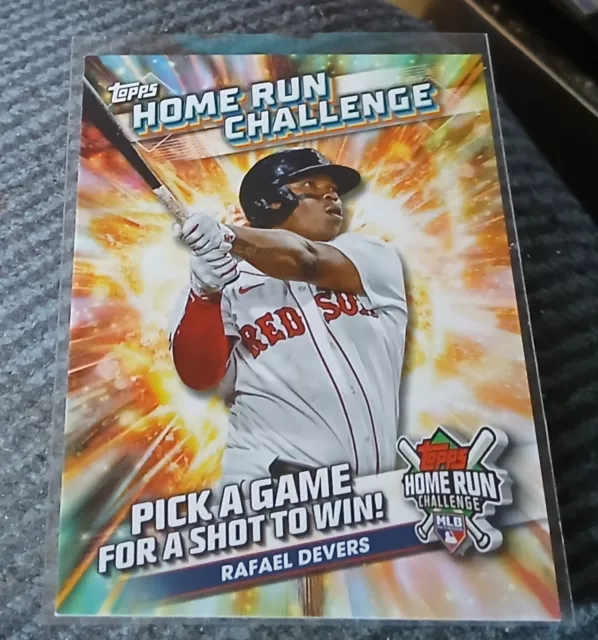 Topps
HOME RUN
CHALLENGE
RED SOX
PICK A GAME
FOR A SHOT TO WIN!
Topps
HOME RUN
CHALLENGE
MLB
RAFAEL DEVERS